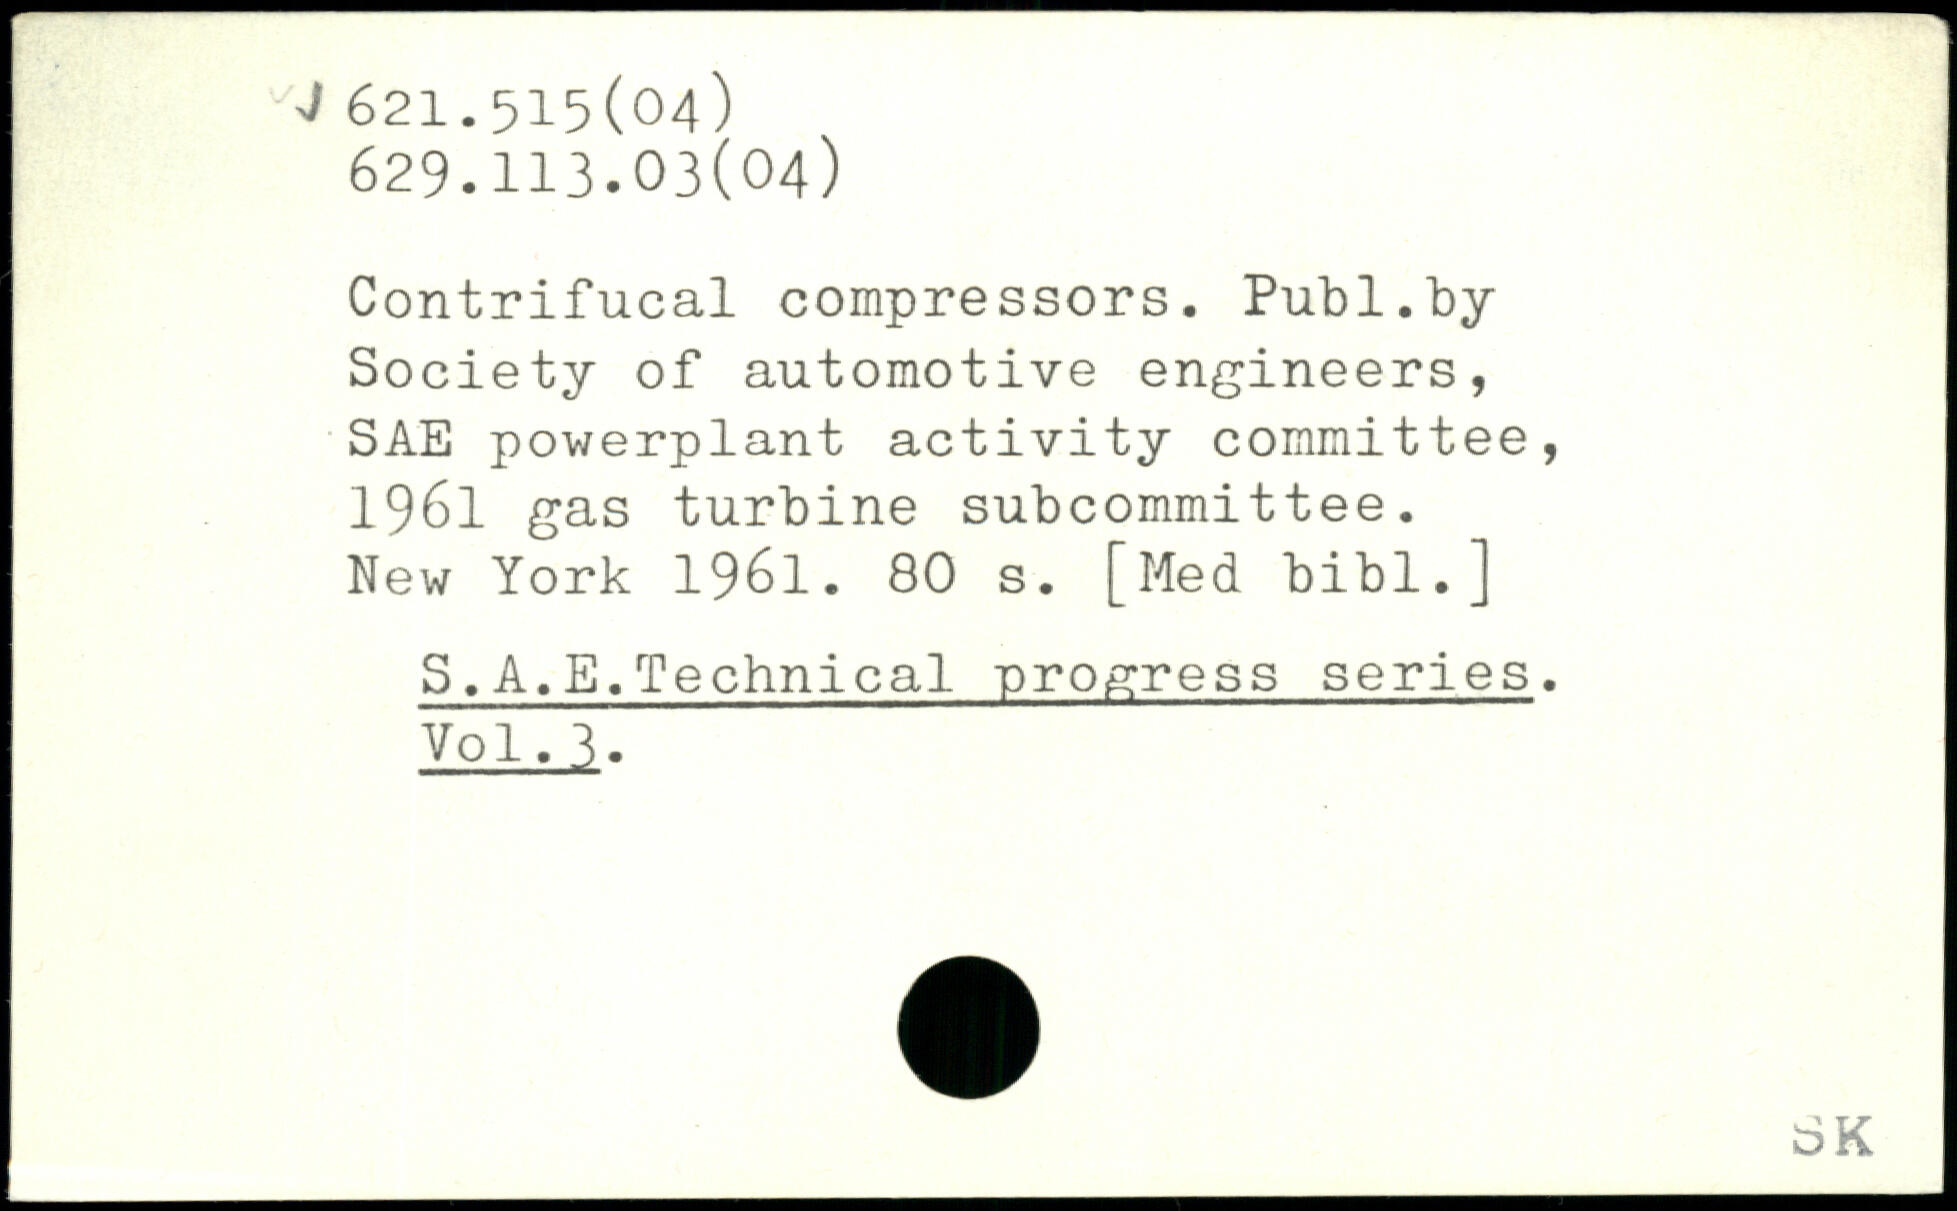 621.515(04)
629.113.03(04)
Contrifucal compressors. Publ.by
Society of automotive engineers,
SAE powerplant activity committee,
1961 gas turbine subcommittee.
New York 1961. 80 s. [Med bibl.]
S.A.E.Technical progress series.
Vol.3.
SK